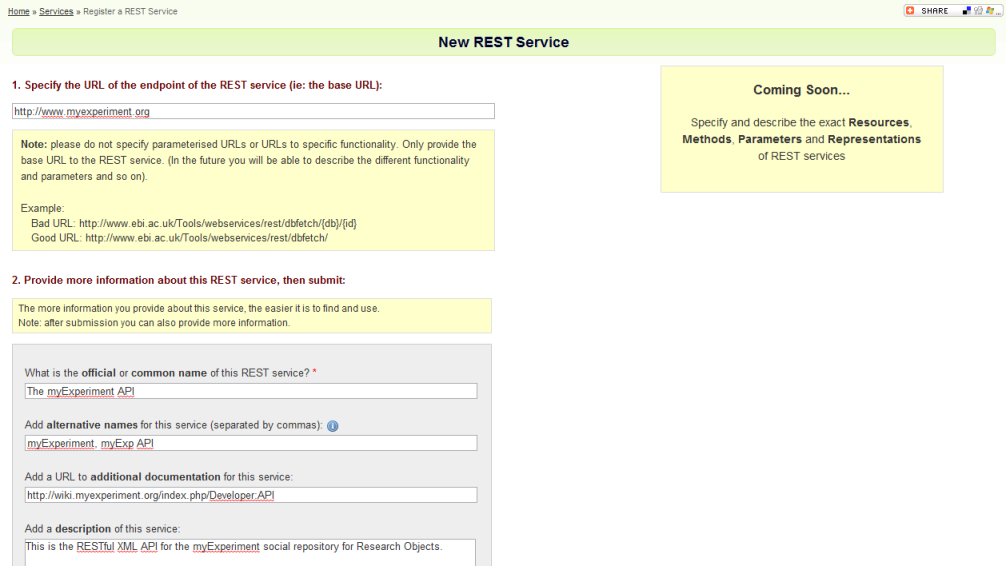 Home » Services » Register a REST Service
SHARE
New REST Service
1. Specify the URL of the endpoint of the REST service (ie: the base URL):
http://www.myexperiment.org
Note: please do not specify parameterised URLs or URLs to specific functionality. Only provide the
base URL to the REST service. (In the future you will be able to describe the different functionality
and parameters and so on).
Example:
Bad URL: http://www.ebi.ac.uk/Tools/webservices/rest/dbfetch/{db}/{id}
Good URL: http://www.ebi.ac.uk/Tools/webservices/rest/dbfetch/
Coming Soon...
Specify and describe the exact Resources,
Methods, Parameters and Representations
of REST services
2. Provide more information about this REST service, then submit:
The more information you provide about this service, the easier it is to find and use.
Note: after submission you can also provide more information.
What is the official or common name of this REST service? *
The myExperiment API
Add alternative names for this service (separated by commas):
myExperiment, myExp API
Add a URL to additional documentation for this service:
http://wiki.myexperiment.org/index.php/Developer:API
Add a description of this service:
This is the RESTful XML API for the myExperiment social repository for Research Objects.